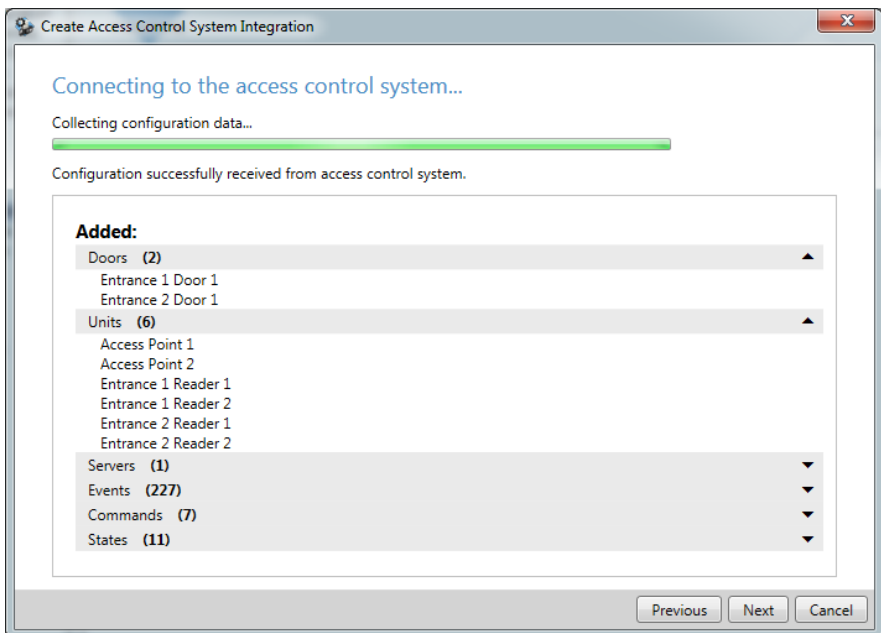 Create Access Control System Integration
Connecting to the access control system...
Collecting configuration data...
Configuration successfully received from access control system.
Added:
Doors (2)
Entrance 1 Door 1
Entrance 2 Door 1
Units (6)
Access Point 1
Access Point 2
Entrance 1 Reader 1
Entrance 1 Reader 2
Entrance 2 Reader 1
Entrance 2 Reader 2
Servers (1)
Events (227)
Commands (7)
States (11)
Previous Next Cancel